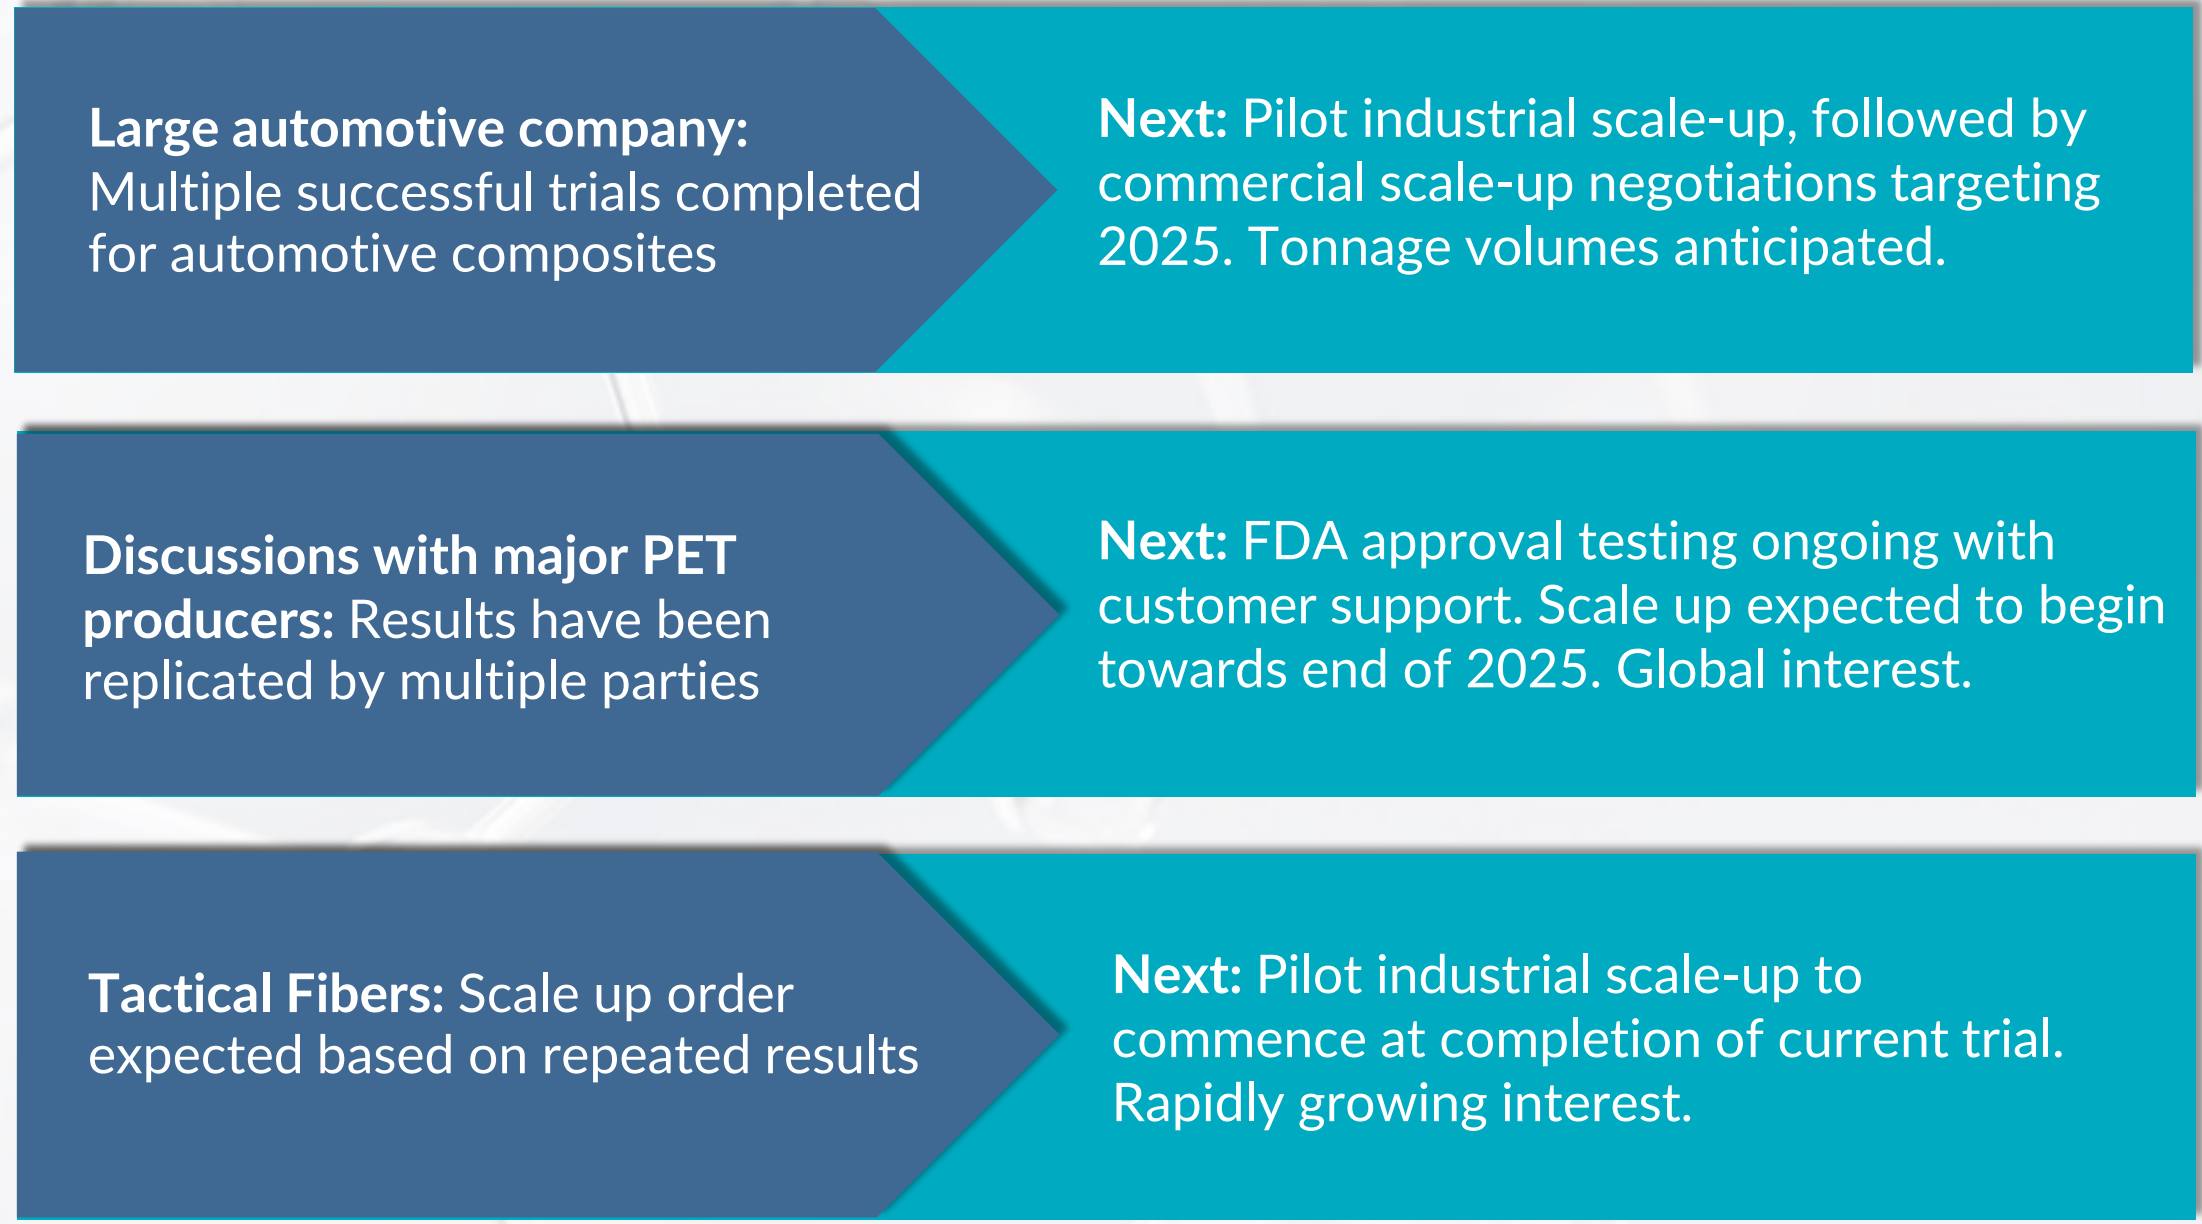 Large automotive company:
Multiple successful trials completed
for automotive composites
Next: Pilot industrial scale-up, followed by
commercial scale-up negotiations targeting
2025. Tonnage volumes anticipated.
Discussions with major PET
producers: Results have been
replicated by multiple parties
Next: FDA approval testing ongoing with
customer support. Scale up expected to begin
towards end of 2025. Global interest.
Tactical Fibers: Scale up order
expected based on repeated results
Next: Pilot industrial scale-up to
commence at completion of current trial.
Rapidly growing interest.